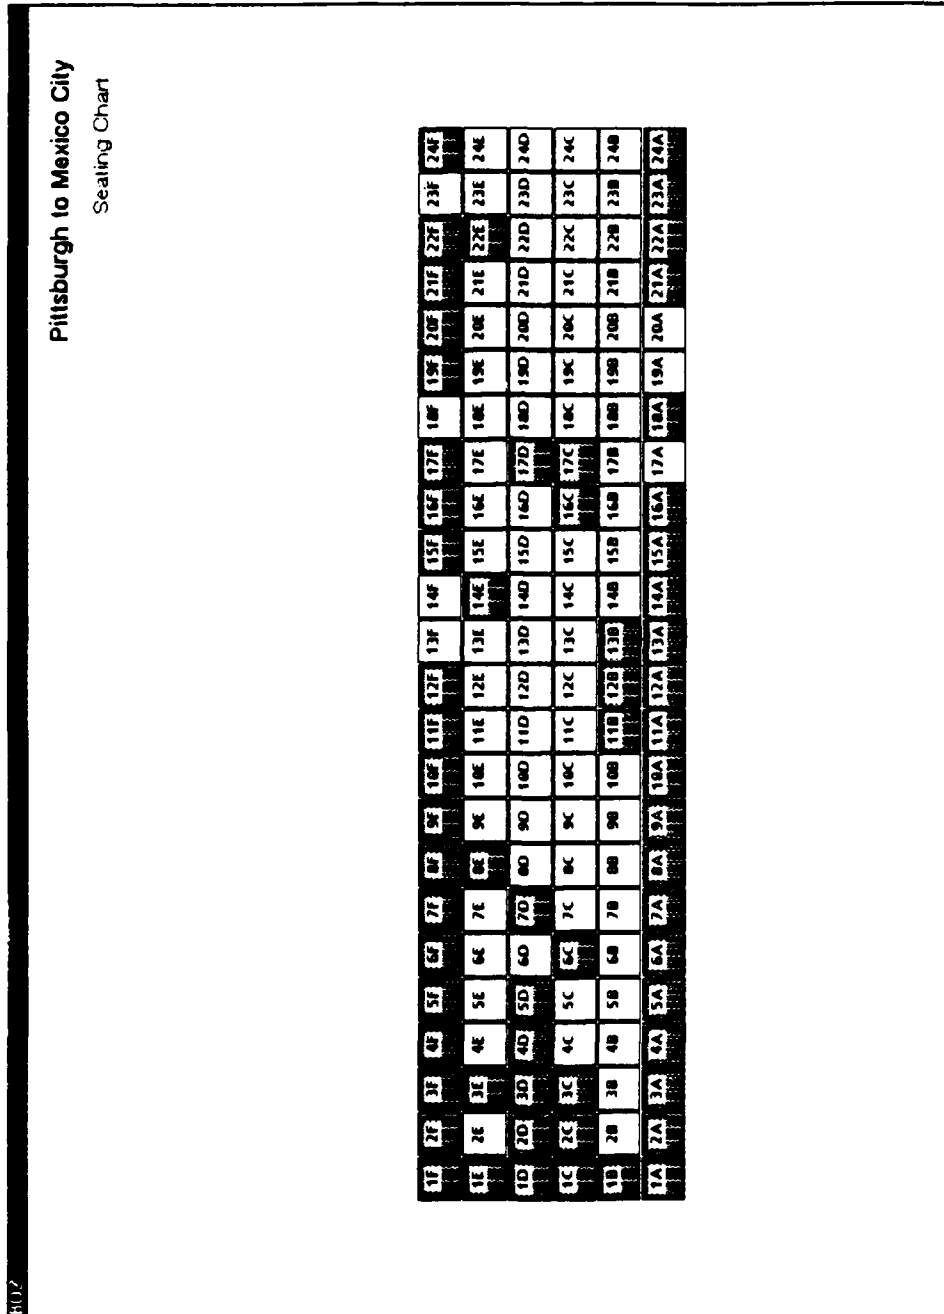 Pittsburgh to Mexico City
Seating Chart
1F 2F 3F 4F 5F 6F 7F 8F 9F 10F 11F 12F 13F 14F 15F 16F 17F 18F 19F 20F 21F 22F 23F 24F
1E 2E 3E 4E 5E 6E 7E 8E 9E 10E 11E 12E 13E 14E 15E 16E 17E 18E 19E 20E 21E 22E 23E 24E
1D 2D 3D 4D 5D 6D 7D 8D 9D 10D 11D 12D 13D 14D 15D 16D 17D 18D 19D 20D 21D 22D 23D 24D
1C 2C 3C 4C 5C 6C 7C 8C 9C 10C 11C 12C 13C 14C 15C 16C 17C 18C 19C 20C 21C 22C 23C 24C
1B 2B 3B 4B 5B 6B 7B 8B 9B 10B 11B 12B 13B 14B 15B 16B 17B 18B 19B 20B 21B 22B 23B 24B
1A 2A 3A 4A 5A 6A 7A 8A 9A 10A 11A 12A 13A 14A 15A 16A 17A 18A 19A 20A 21A 22A 23A 24A